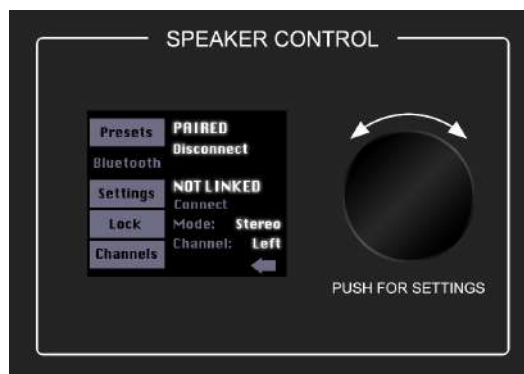 SPEAKER CONTROL
Presets
Bluetooth
Settings
Lock
Channels
PAIRED
Disconnect
NOT LINKED
Connect
Mode: Stereo
Channel: Left
PUSH FOR SETTINGS